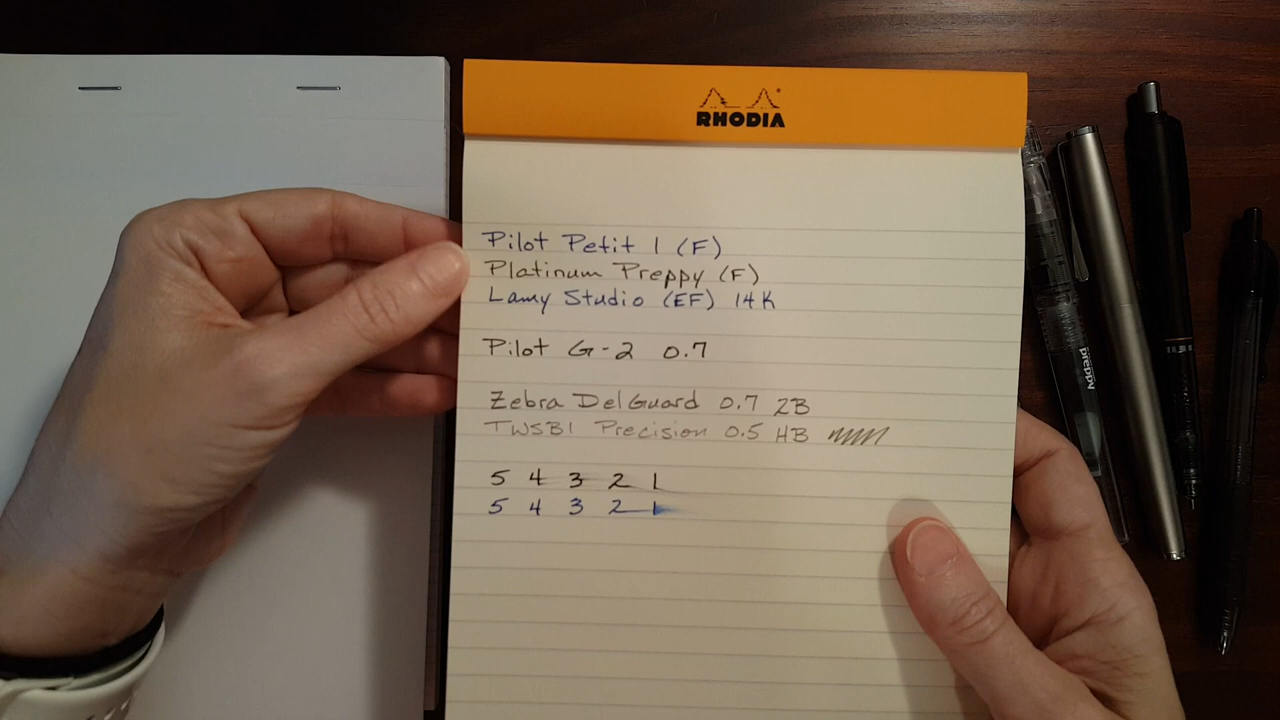 RHODIA
Pilot Petit 1 (F)
Platinum Preppy (F)
Lamy Studio (EF) 14K
Pilot G-2 0.7
Zebra DelGuard 0.7 2B
TWSBI Precision 0.5 HB
5 4 3 2 1
5 4 3 2 1
preppy